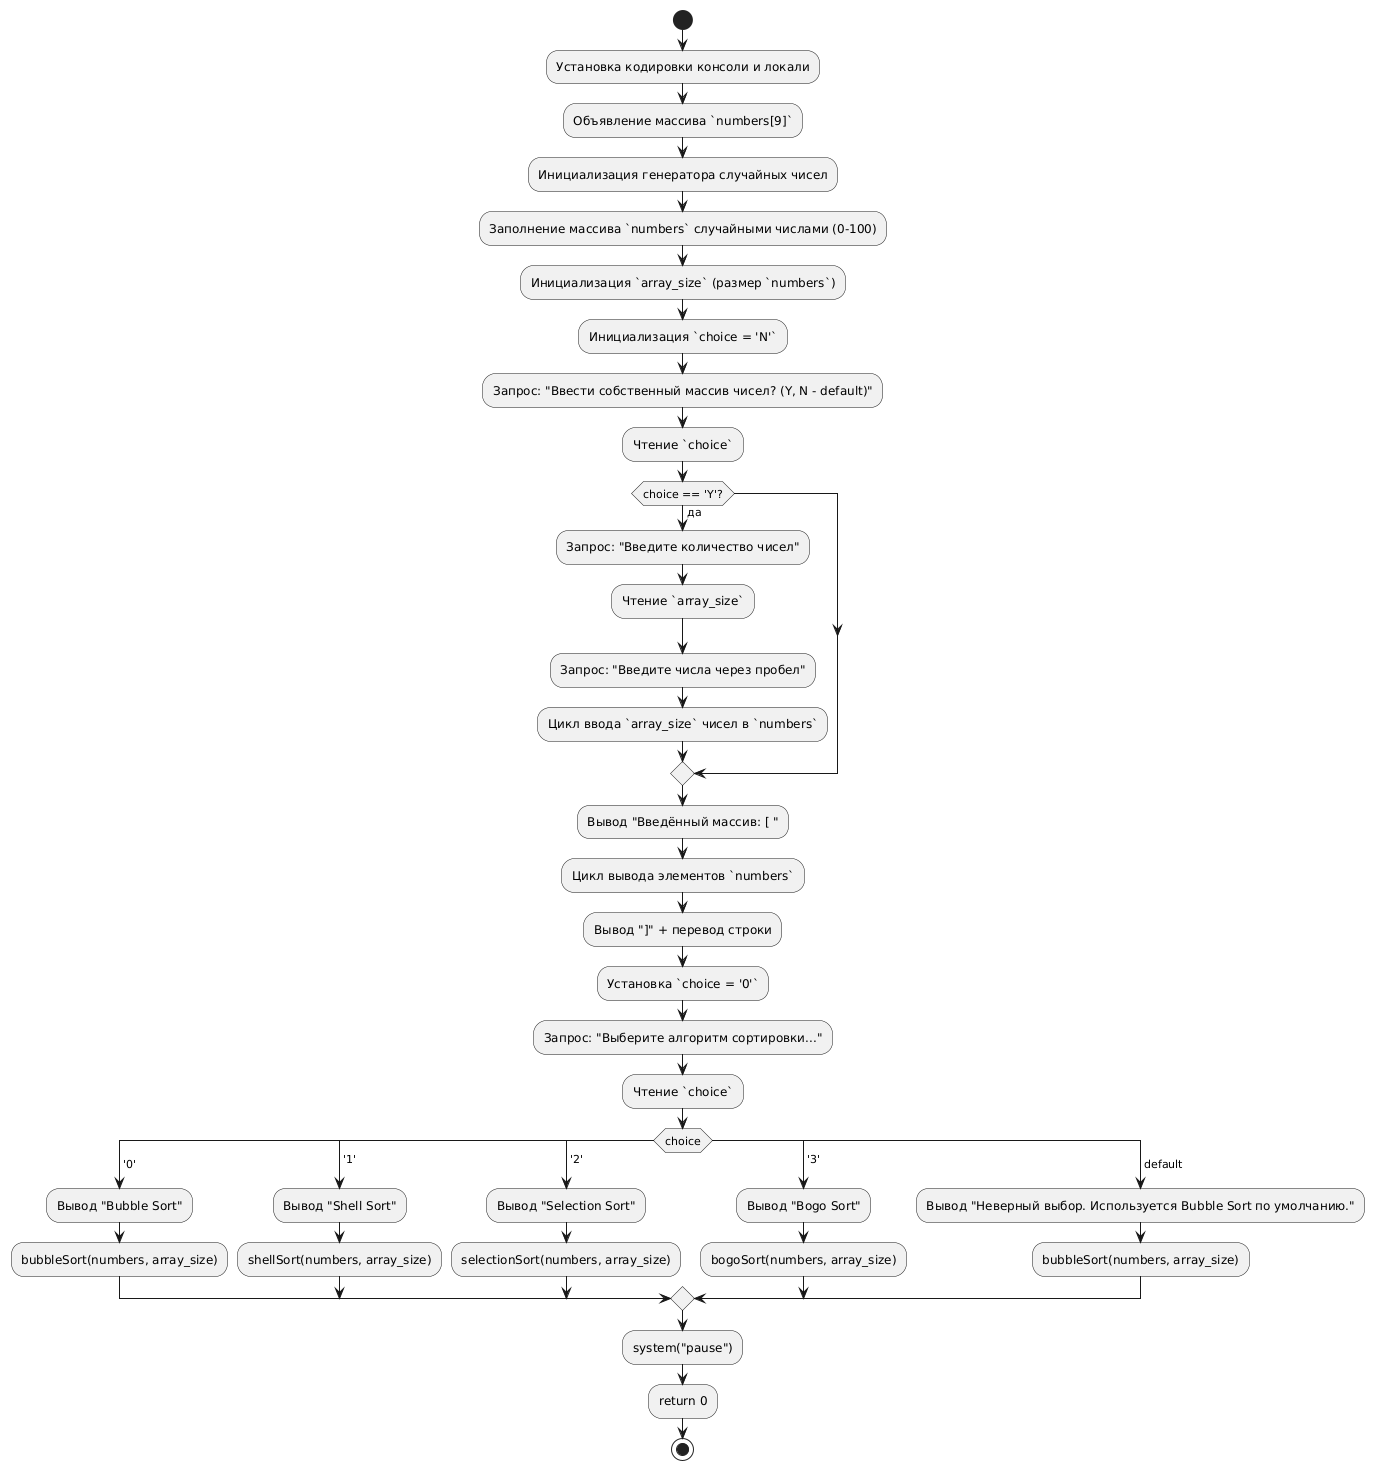 Установка кодировки консоли и локали
Объявление массива `numbers[9]`
Инициализация генератора случайных чисел
Заполнение массива `numbers` случайными числами (0-100)
Инициализация `array_size` (размер `numbers`)
Инициализация `choice = 'N'`
Запрос: "Ввести собственный массив чисел? (Y, N - default)"
Чтение `choice`
choice == 'Y'?
да
Запрос: "Введите количество чисел"
Чтение `array_size`
Запрос: "Введите числа через пробел"
Цикл ввода `array_size` чисел в `numbers`
Вывод "Введённый массив: [ "
Цикл вывода элементов `numbers`
Вывод "]" + перевод строки
Установка `choice = '0'`
Запрос: "Выберите алгоритм сортировки..."
Чтение `choice`
choice
'0'
Вывод "Bubble Sort"
bubbleSort(numbers, array_size)
'1'
Вывод "Shell Sort"
shellSort(numbers, array_size)
'2'
Вывод "Selection Sort"
selectionSort(numbers, array_size)
'3'
Вывод "Bogo Sort"
bogoSort(numbers, array_size)
default
Вывод "Неверный выбор. Используется Bubble Sort по умолчанию."
bubbleSort(numbers, array_size)
system("pause")
return 0